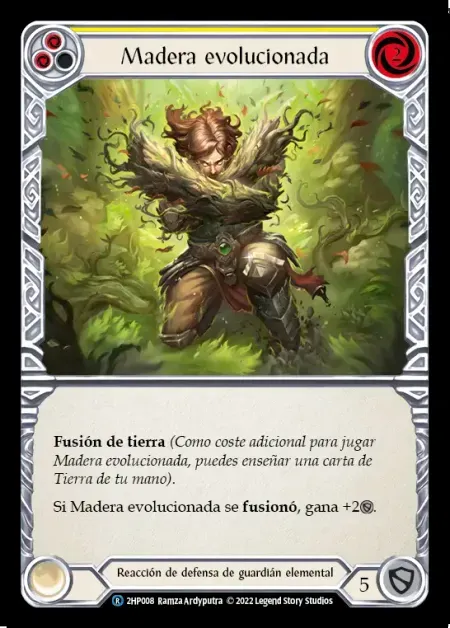 Madera evolucionada
2
Fusión de tierra (Como coste adicional para jugar
Madera evolucionada, puedes enseñar una carta de
Tierra de tu mano).
Si Madera evolucionada se fusionó, gana +2.
Reacción de defensa de guardián elemental
5
R 2HP008 Ramza Ardyputra © 2022 Legend Story Studios